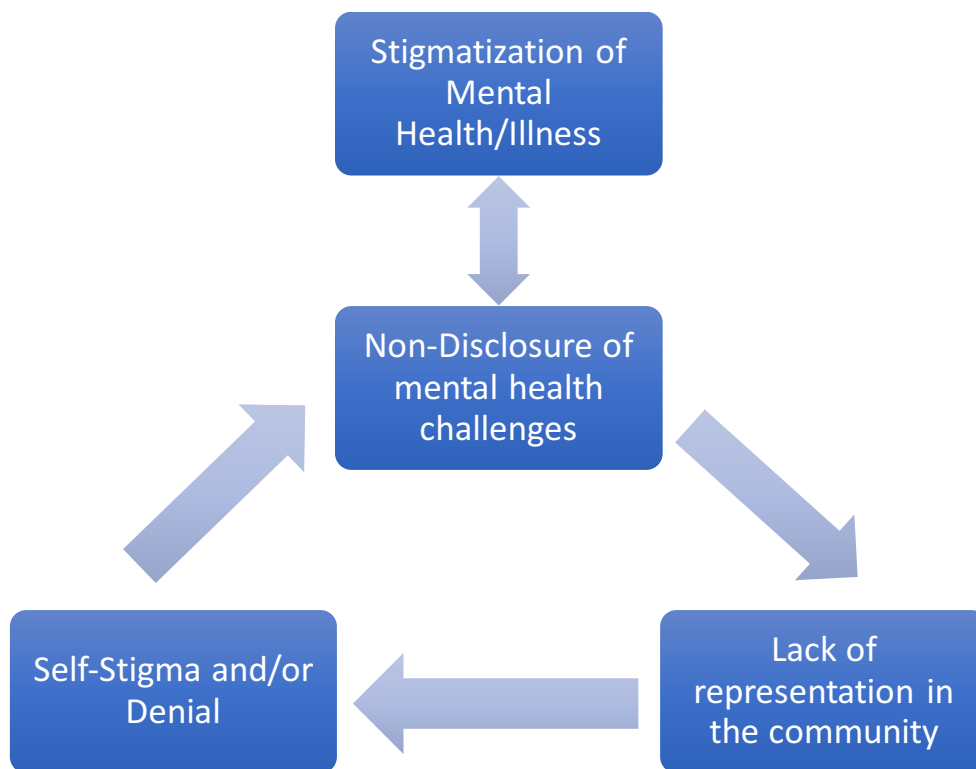 Stigmatization of
Mental
Health/Illness
Non-Disclosure of
mental health
challenges
Self-Stigma and/or
Denial
Lack of
representation in
the community